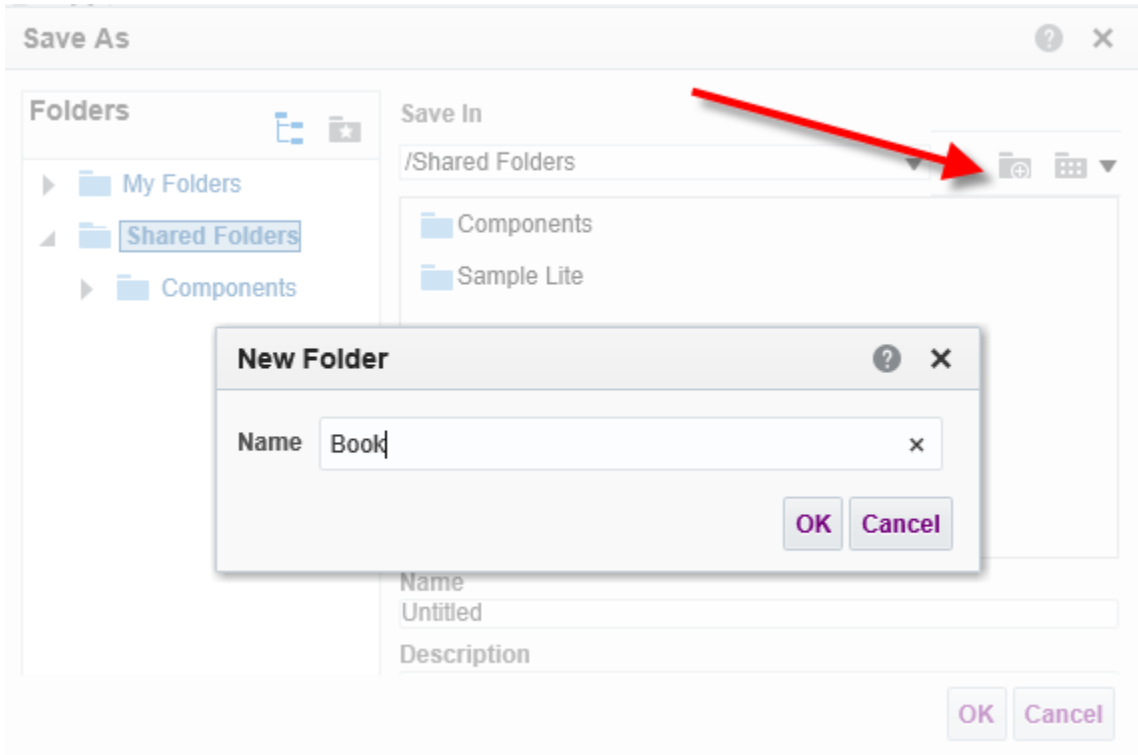 Save As
Folders
Save In
/Shared Folders
My Folders
Shared Folders
Components
Components
Sample Lite
New Folder
Name Book
OK Cancel
Name
Untitled
Description
OK Cancel